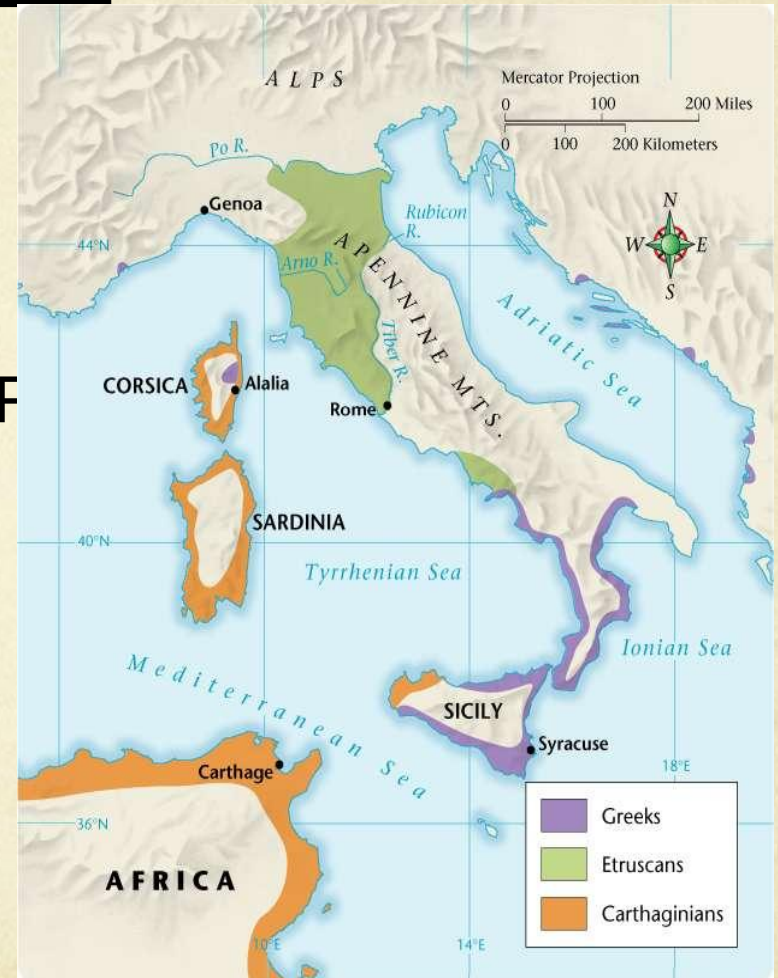 ALPS
Mercator Projection
0 100 200 Miles
0 100 200 Kilometers
Po R.
Genoa
Rubicon
R.
N
W E
S
44°N
Arno R.
APENNINE MTS.
Adriatic Sea
Tiber R.
CORSICA
Alalia
Rome
SARDINIA
40°N
Tyrrhenian Sea
Ionian Sea
Mediterranean Sea
SICILY
Syracuse
Carthage
18°E
36°N
AFRICA
Greeks
Etruscans
Carthaginians
10°E
14°E